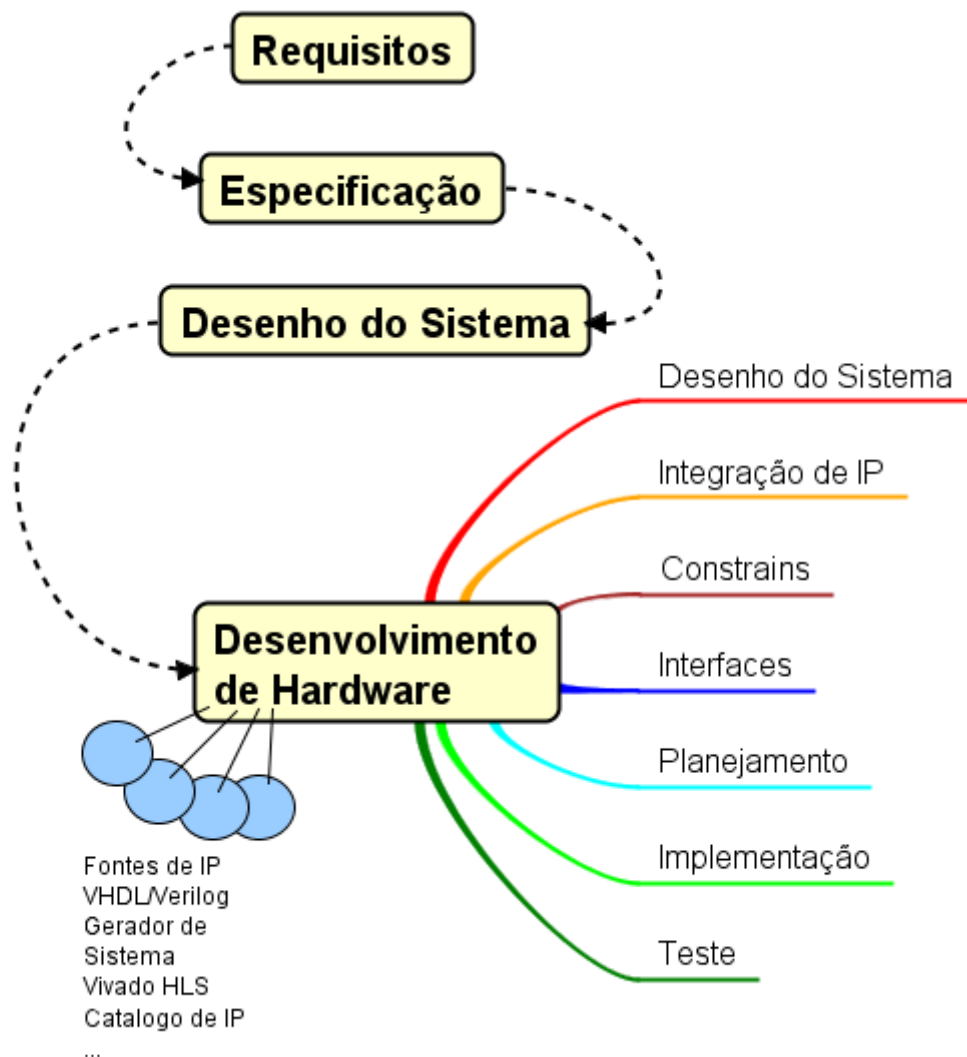 Requisitos
Especificação
Desenho do Sistema
Desenho do Sistema
Integração de IP
Constrains
Desenvolvimento
de Hardware
Interfaces
Planejamento
Implementação
Teste
Fontes de IP
VHDL/Verilog
Gerador de
Sistema
Vivado HLS
Catalogo de IP
...